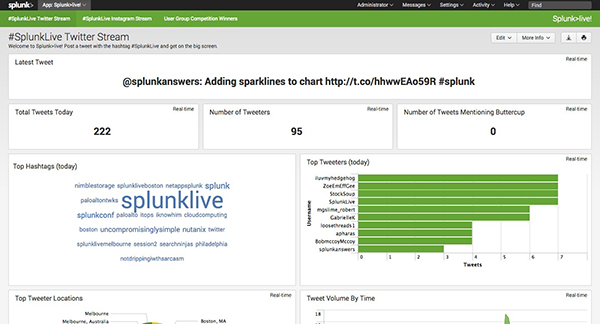 splunk> App: Splunk>live! Administrator Messages Settings Activity Help
#SplunkLive Twitter Stream #SplunkLive Instagram Stream User Group Competition Winners Splunk>live!
#SplunkLive Twitter Stream Edit More Info
Welcome to Splunk>live! Post a tweet with the hashtag #SplunkLive and get on the big screen
Latest Tweet Real-time
@splunkanswers: Adding sparklines to chart http://t.co/hhwwEAo59R #splunk
Total Tweets Today Real-time
222
Number of Tweeters Real-time
95
Number of Tweets Mentioning Buttercup Real-time
0
Top Hashtags (today) Real-time
nimblestorage splunkliveboston netappsplunk splunk
paloaltontwks splunklive
splunkconf paloalto itops iknowhim cloudcomputing
boston uncompromisinglysimple nutanix twitter
splunklivemelbourne session2 searchninjas philadelphia
notdrippingiwthsarcasm
Top Tweeters (today) Real-time
Username
iluvmyhedgehog
ZoeEmEffGee
StockSoup
SplunkLive
mgslime_robert
GabrielleK
loosethreads1
apharas
BobmccoyMccoy
splunkanswers
0 1 2 3 4 5 6 7
Tweets
Top Tweeter Locations Real-time
Melbourne
Melbourne, Australia
Boston, MA
Tweet Volume By Time Real-time
18